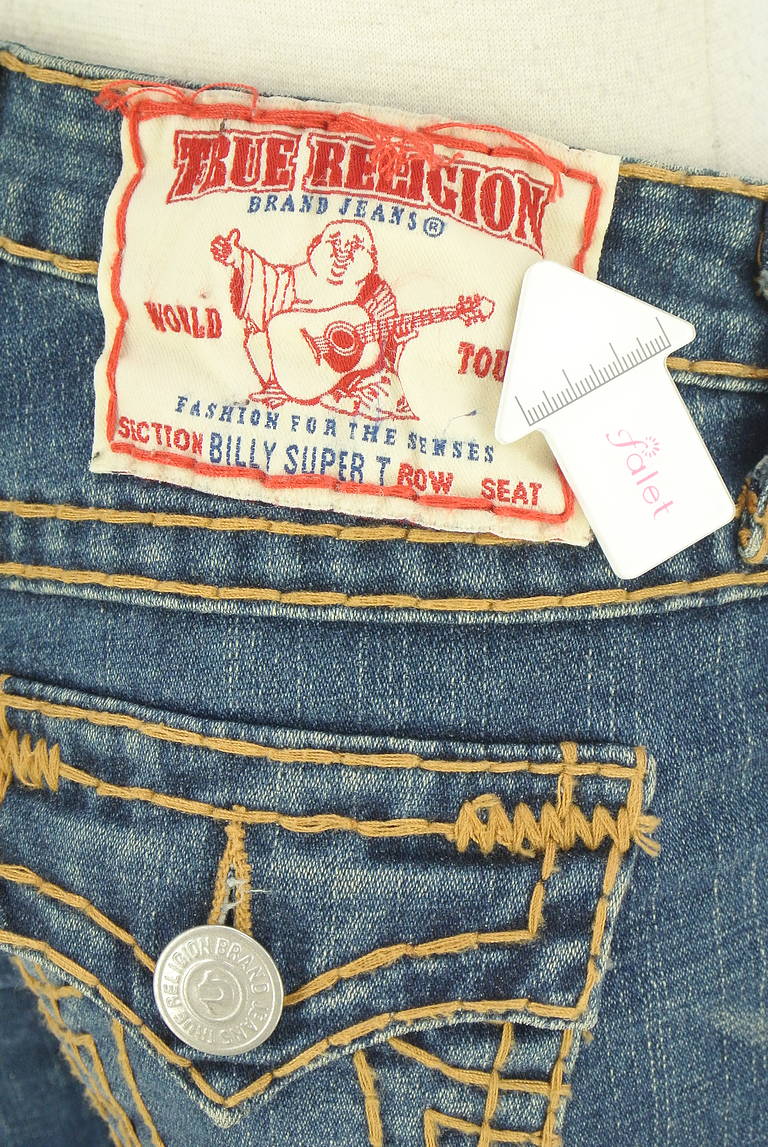 TRUE RELIGION
BRAND JEANS®
WORLD TOU
FASHION FOR THE SENSES
SECTION BILLY SUPER T ROW SEAT
falet
TRUE RELIGION BRAND JEANS